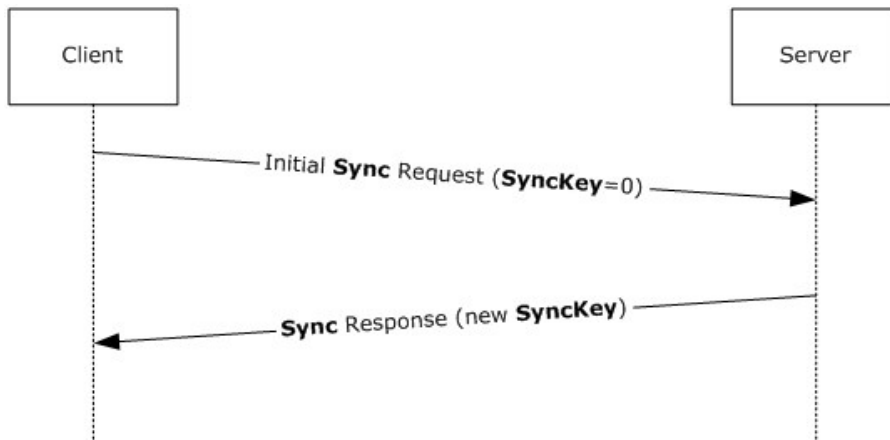 Client
Server
Initial Sync Request (SyncKey=0)
Sync Response (new SyncKey)